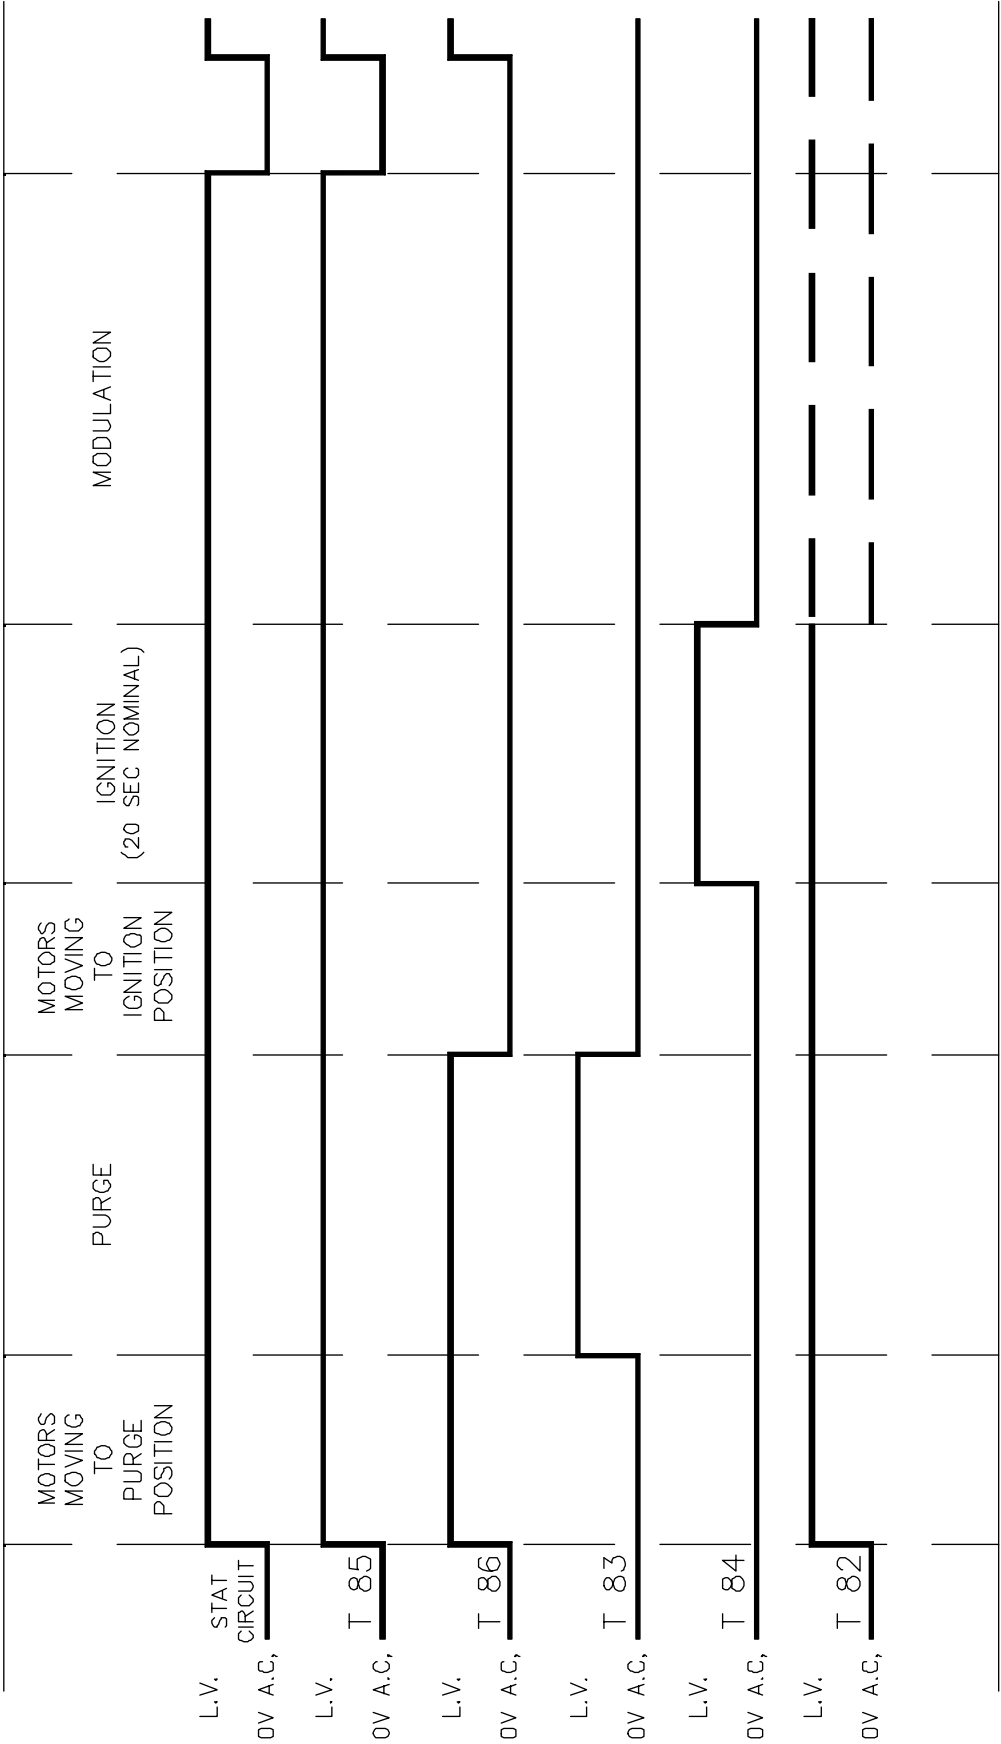 MOTORS
MOVING
TO
PURGE
POSITION
PURGE
MOTORS
MOVING
TO
IGNITION
POSITION
IGNITION
(20 SEC NOMINAL)
MODULATION
L.V.
STAT
CIRCUIT
0V A.C,
L.V.
T 85
0V A.C,
L.V.
T 86
0V A.C,
L.V.
T 83
0V A.C,
L.V.
T 84
0V A.C,
L.V.
T 82
0V A.C,